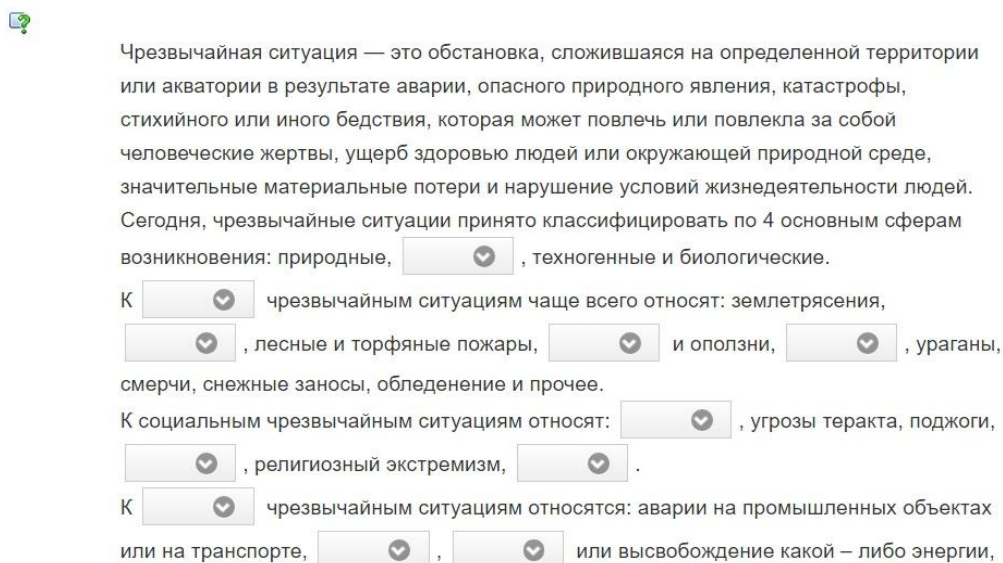 Чрезвычайная ситуация — это обстановка, сложившаяся на определенной территории
или акватории в результате аварии, опасного природного явления, катастрофы,
стихийного или иного бедствия, которая может повлечь или повлекла за собой
человеческие жертвы, ущерб здоровью людей или окружающей природной среде,
значительные материальные потери и нарушение условий жизнедеятельности людей.
Сегодня, чрезвычайные ситуации принято классифицировать по 4 основным сферам
возникновения: природные, , техногенные и биологические.
К чрезвычайным ситуациям чаще всего относят: землетрясения,
, лесные и торфяные пожары, и оползни, , ураганы,
смерчи, снежные заносы, обледенение и прочее.
К социальным чрезвычайным ситуациям относят: , угрозы теракта, поджоги,
, религиозный экстремизм, .
К чрезвычайным ситуациям относятся: аварии на промышленных объектах
или на транспорте, , или высвобождение какой – либо энергии,